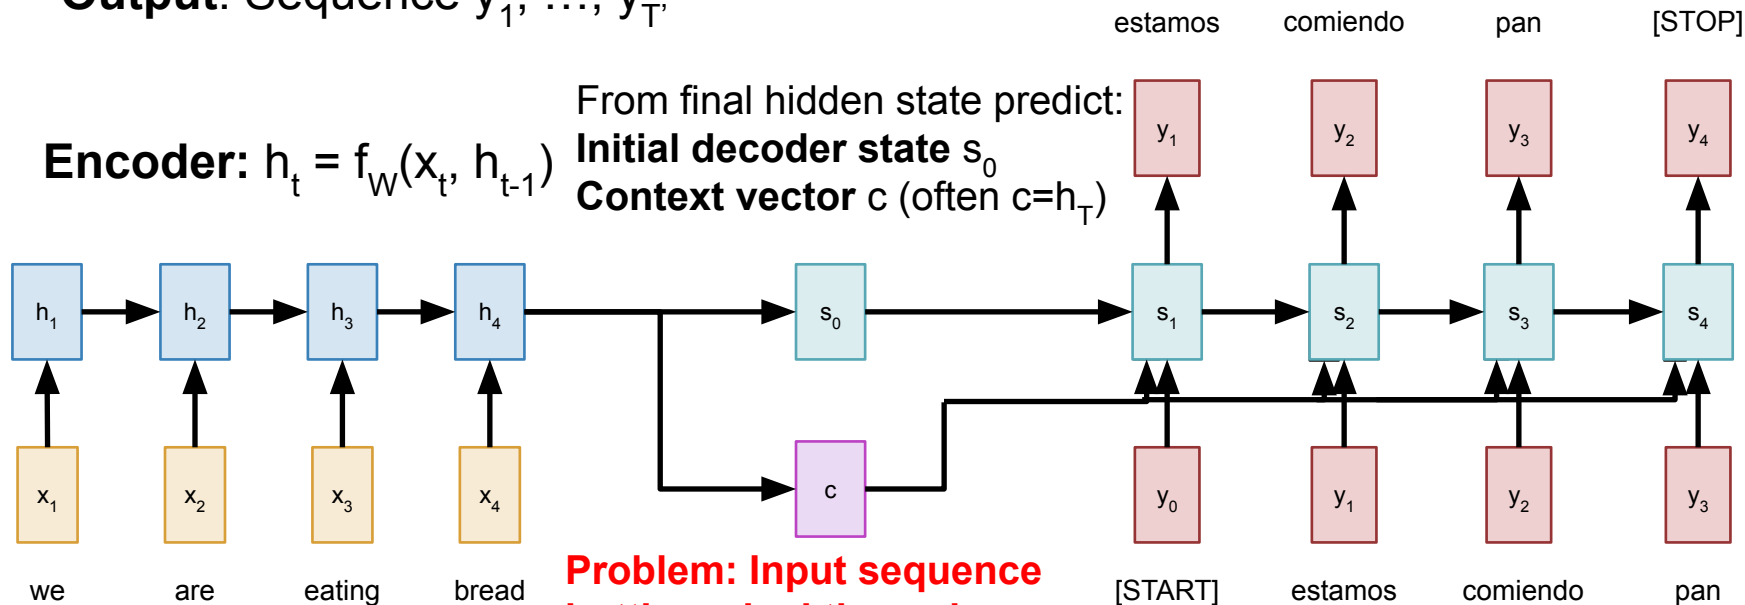 Output: Sequence y1, …, yT'
estamos comiendo pan [STOP]
From final hidden state predict:
Encoder: ht = fW(xt, ht-1) Initial decoder state s0
Context vector c (often c=hT)
y1 y2 y3 y4
h1 h2 h3 h4 s0 s1 s2 s3 s4
x1 x2 x3 x4 c y0 y1 y2 y3
Problem: Input sequence
we are eating bread [START] estamos comiendo pan